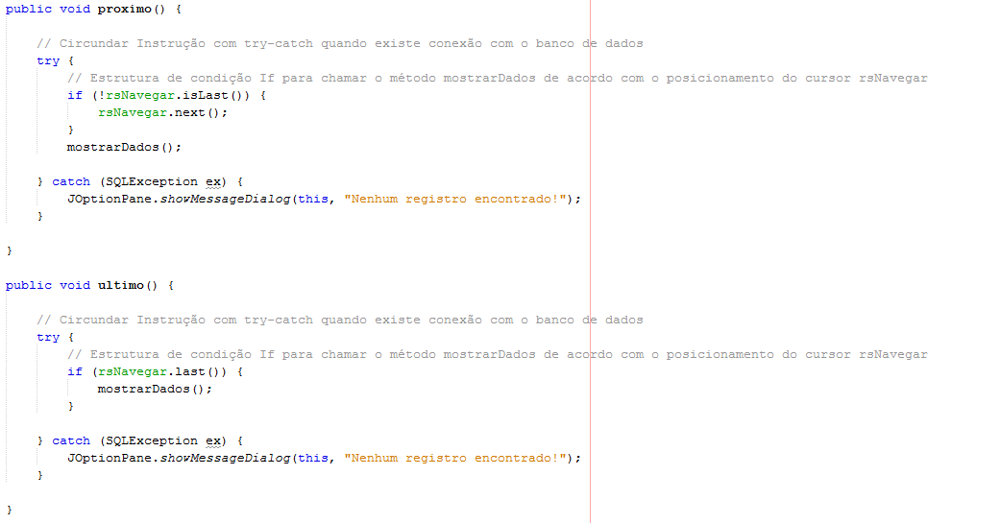 public void proximo() {
// Circundar Instrução com try-catch quando existe conexão com o banco de dados
try {
// Estrutura de condição If para chamar o método mostrarDados de acordo com o posicionamento do cursor rsNavegar
if (!rsNavegar.isLast()) {
rsNavegar.next();
}
mostrarDados();
} catch (SQLException ex) {
JOptionPane.showMessageDialog(this, "Nenhum registro encontrado!");
}
}
public void ultimo() {
// Circundar Instrução com try-catch quando existe conexão com o banco de dados
try {
// Estrutura de condição If para chamar o método mostrarDados de acordo com o posicionamento do cursor rsNavegar
if (rsNavegar.last()) {
mostrarDados();
}
} catch (SQLException ex) {
JOptionPane.showMessageDialog(this, "Nenhum registro encontrado!");
}
}